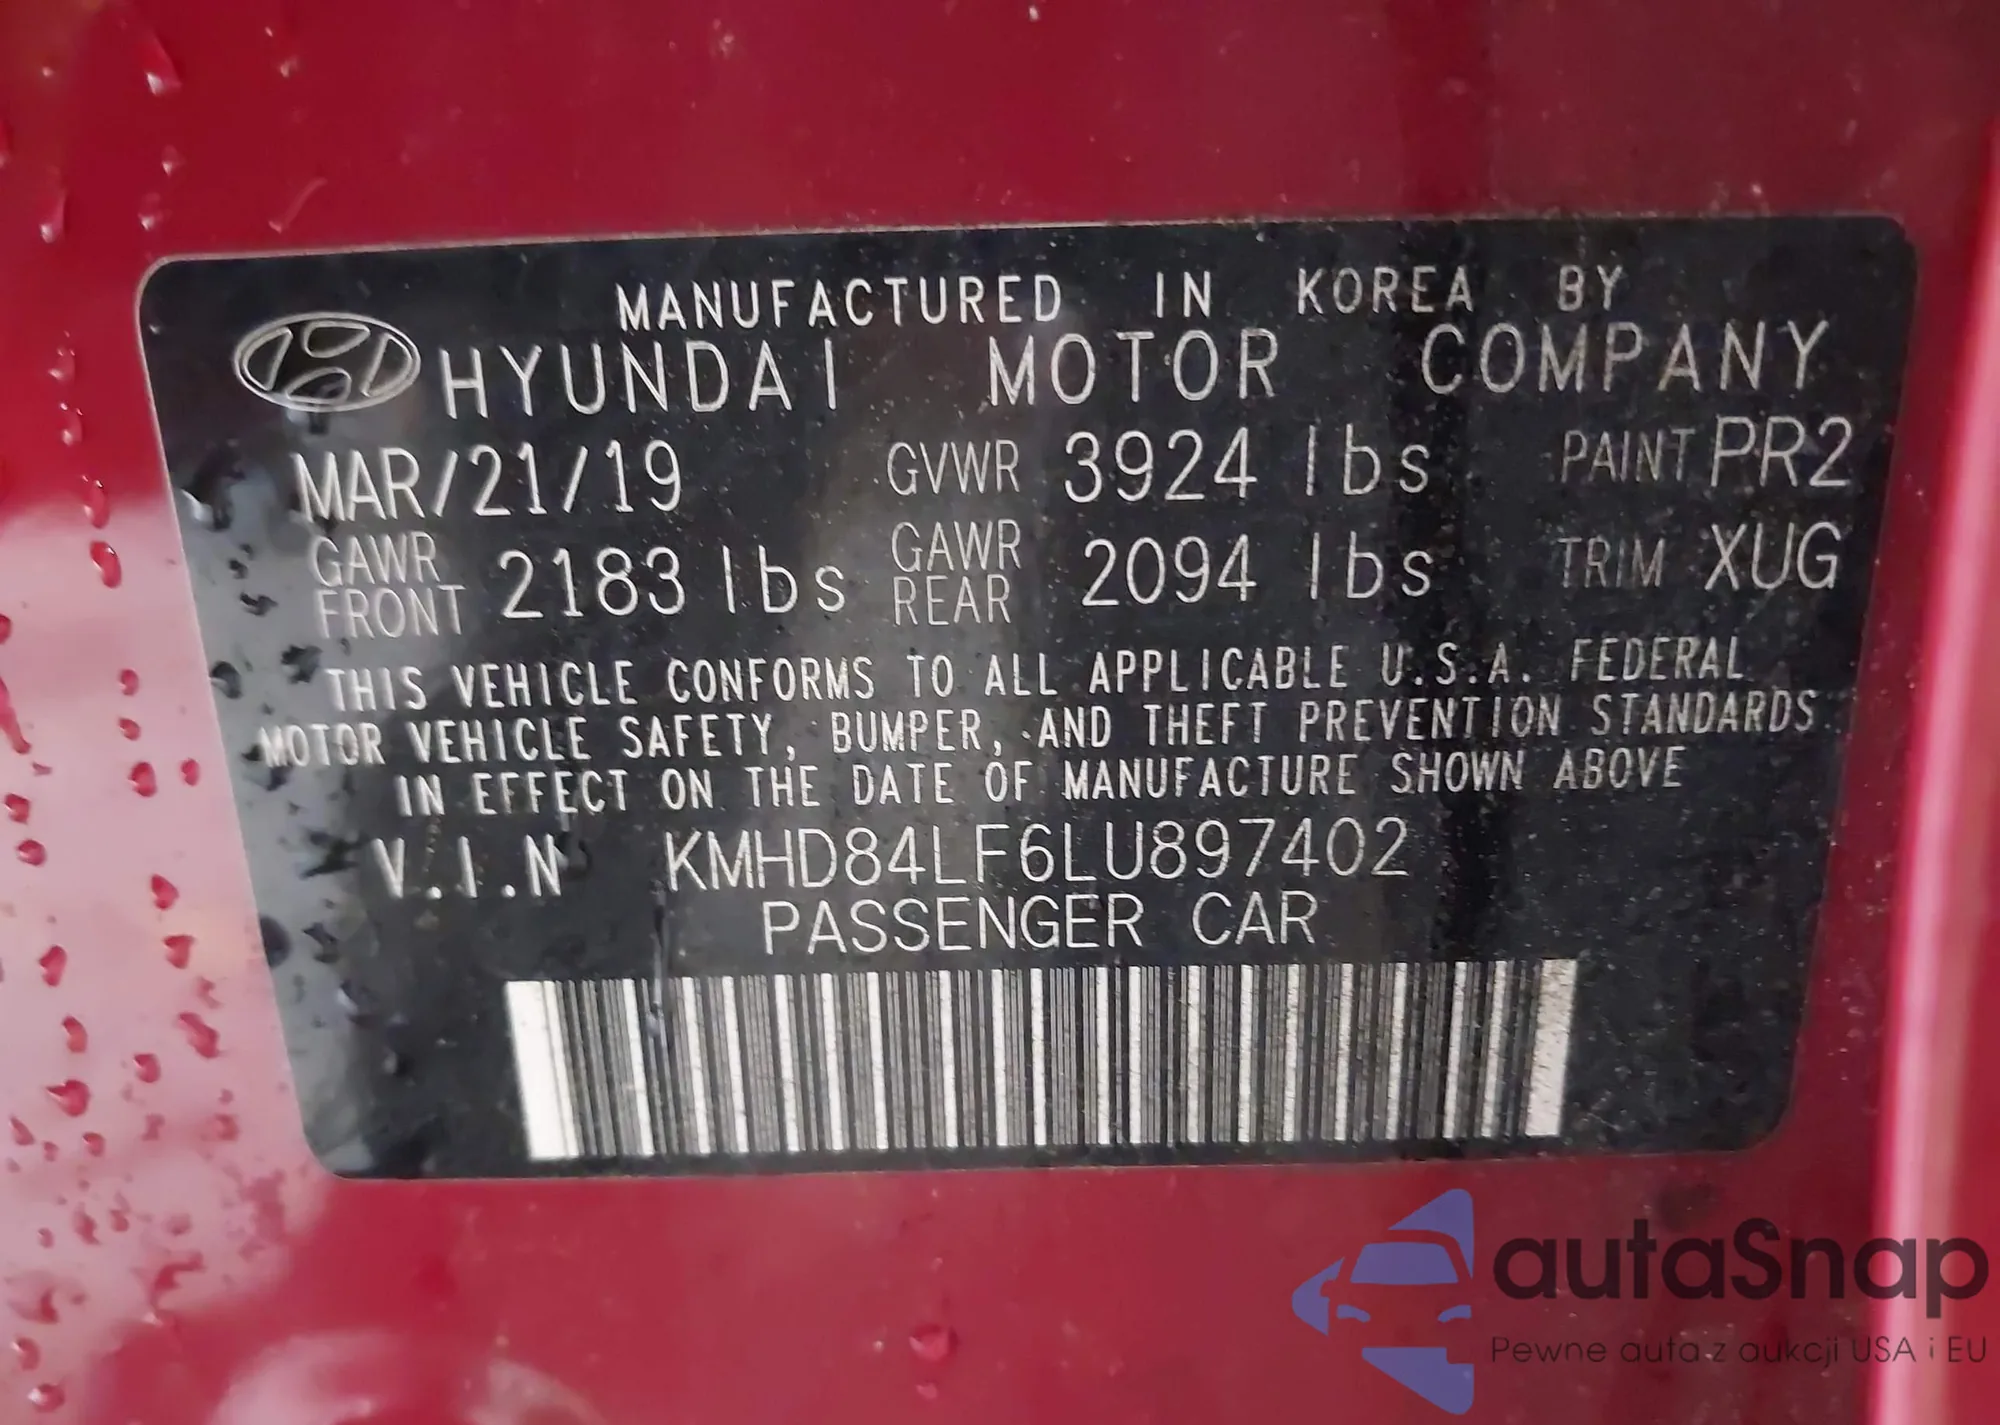 MANUFACTURED IN KOREA BY
HYUNDAI MOTOR COMPANY
MAR/21/19 GVWR 3924 lbs PAINT PR2
GAWR FRONT 2183 lbs GAWR REAR 2094 lbs TRIM XUG
THIS VEHICLE CONFORMS TO ALL APPLICABLE U.S.A. FEDERAL
MOTOR VEHICLE SAFETY, BUMPER, AND THEFT PREVENTION STANDARDS
IN EFFECT ON THE DATE OF MANUFACTURE SHOWN ABOVE
V.I.N KMHD84LF6LU897402
PASSENGER CAR
autaSnap
Pewne auta z aukcji USA i EU